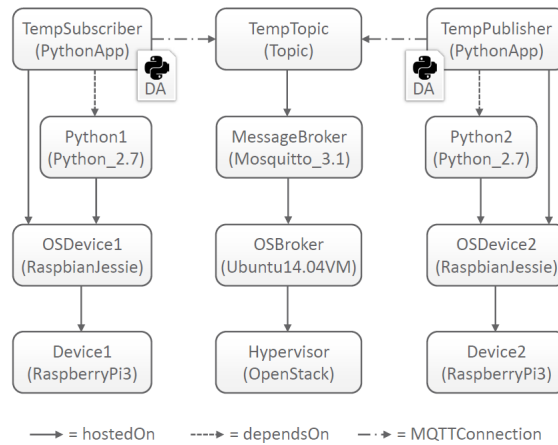 TempSubscriber
(PythonApp)
TempTopic
(Topic)
TempPublisher
(PythonApp)
DA
DA
Python1
(Python_2.7)
MessageBroker
(Mosquitto_3.1)
Python2
(Python_2.7)
OSDevice1
(RaspbianJessie)
OSBroker
(Ubuntu14.04VM)
OSDevice2
(RaspbianJessie)
Device1
(RaspberryPi3)
Hypervisor
(OpenStack)
Device2
(RaspberryPi3)
= hostedOn
= dependsOn
= MQTTConnection